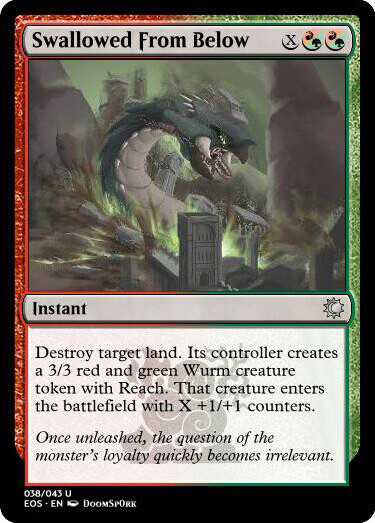 Swallowed From Below X
Instant
Destroy target land. Its controller creates
a 3/3 red and green Wurm creature
token with Reach. That creature enters
the battlefield with X +1/+1 counters.
Once unleashed, the question of the
monster's loyalty quickly becomes irrelevant.
038/043 U
EOS · EN DoomSp0rk